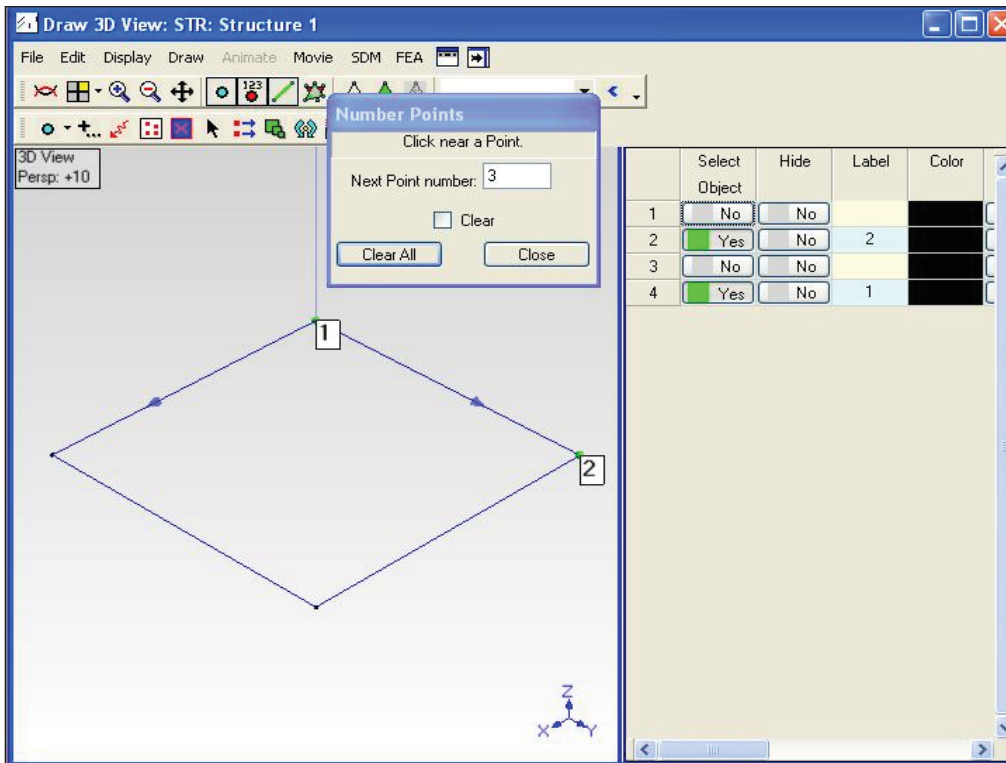 Draw 3D View: STR: Structure 1
File Edit Display Draw Animate Movie SDM FEA
123
Number Points
Click near a Point.
Next Point number: 3
Clear
Clear All Close
3D View
Persp: +10
Select Object Hide Label Color
1 No No
2 Yes No 2
3 No No
4 Yes No 1
1
2
Z
X Y